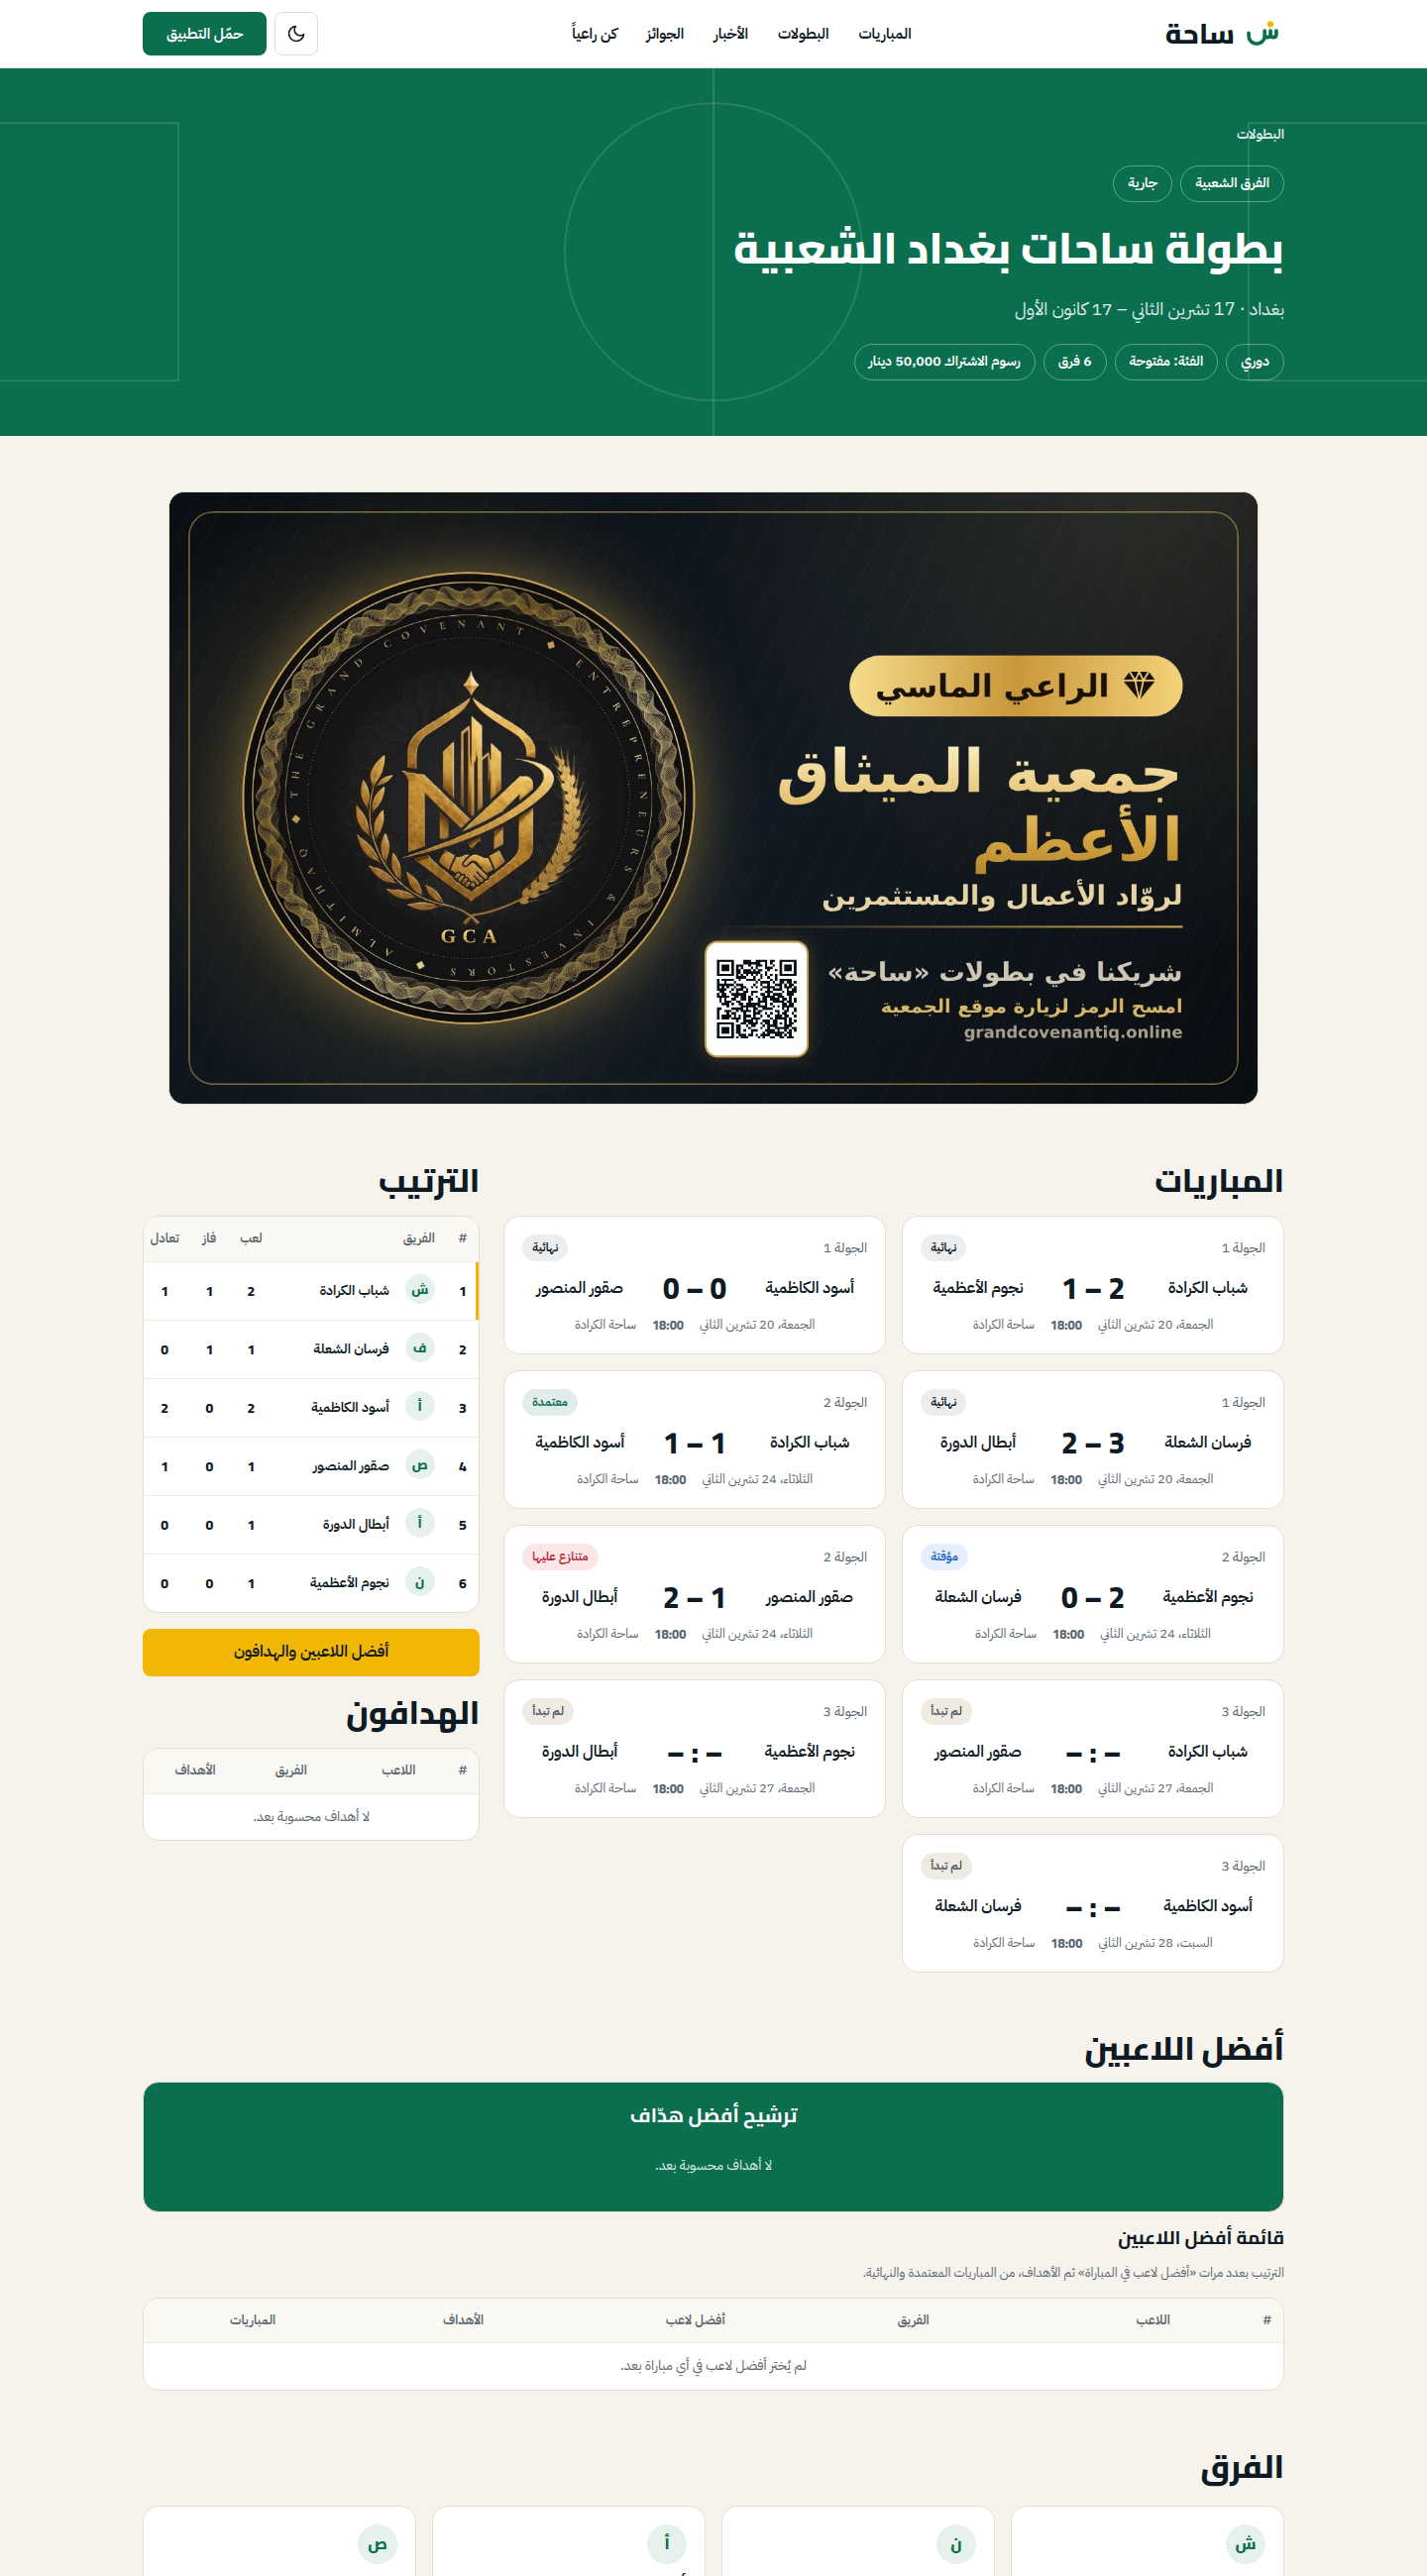 ساحة
المباريات
البطولات
الأخبار
الجوائز
كن راعياً
حمّل التطبيق
البطولات
الفرق الشعبية
جارية
بطولة ساحات بغداد الشعبية
بغداد · 17 تشرين الثاني – 17 كانون الأول
دوري
الفئة: مفتوحة
6 فرق
رسوم الاشتراك 50,000 دينار
الراعي الماسي
جمعية الميثاق
الأعظم
لروّاد الأعمال والمستثمرين
شريكنا في بطولات «ساحة»
امسح الرمز لزيارة موقع الجمعية
grandcovenantiq.online
THE GRAND COVENANT ◆ ENTREPRENEURS & INVESTORS ◆ ALMITHAQ ◆
GCA
المباريات
الجولة 1 نهائية
شباب الكرادة 2 – 1 نجوم الأعظمية
الجمعة، 20 تشرين الثاني 18:00 ساحة الكرادة
الجولة 1 نهائية
أسود الكاظمية 0 – 0 صقور المنصور
الجمعة، 20 تشرين الثاني 18:00 ساحة الكرادة
الجولة 1 نهائية
فرسان الشعلة 3 – 2 أبطال الدورة
الجمعة، 20 تشرين الثاني 18:00 ساحة الكرادة
الجولة 2 معتمدة
شباب الكرادة 1 – 1 أسود الكاظمية
الثلاثاء، 24 تشرين الثاني 18:00 ساحة الكرادة
الجولة 2 مؤقتة
نجوم الأعظمية 2 – 0 فرسان الشعلة
الثلاثاء، 24 تشرين الثاني 18:00 ساحة الكرادة
الجولة 2 متنازع عليها
صقور المنصور 1 – 2 أبطال الدورة
الثلاثاء، 24 تشرين الثاني 18:00 ساحة الكرادة
الجولة 3 لم تبدأ
شباب الكرادة – : – صقور المنصور
الجمعة، 27 تشرين الثاني 18:00 ساحة الكرادة
الجولة 3 لم تبدأ
نجوم الأعظمية – : – أبطال الدورة
الجمعة، 27 تشرين الثاني 18:00 ساحة الكرادة
الجولة 3 لم تبدأ
أسود الكاظمية – : – فرسان الشعلة
السبت، 28 تشرين الثاني 18:00 ساحة الكرادة
الترتيب
# الفريق لعب فاز تعادل
1 ش شباب الكرادة 2 1 1
2 ف فرسان الشعلة 1 1 0
3 أ أسود الكاظمية 2 0 2
4 ص صقور المنصور 1 0 1
5 أ أبطال الدورة 1 0 0
6 ن نجوم الأعظمية 1 0 0
أفضل اللاعبين والهدافون
الهدافون
# اللاعب الفريق الأهداف
لا أهداف محسوبة بعد.
أفضل اللاعبين
ترشيح أفضل هدّاف
لا أهداف محسوبة بعد.
قائمة أفضل اللاعبين
الترتيب بعدد مرات «أفضل لاعب في المباراة» ثم الأهداف، من المباريات المعتمدة والنهائية.
# اللاعب الفريق أفضل لاعب الأهداف المباريات
لم يُختر أفضل لاعب في أي مباراة بعد.
الفرق
ش
ن
أ
ص